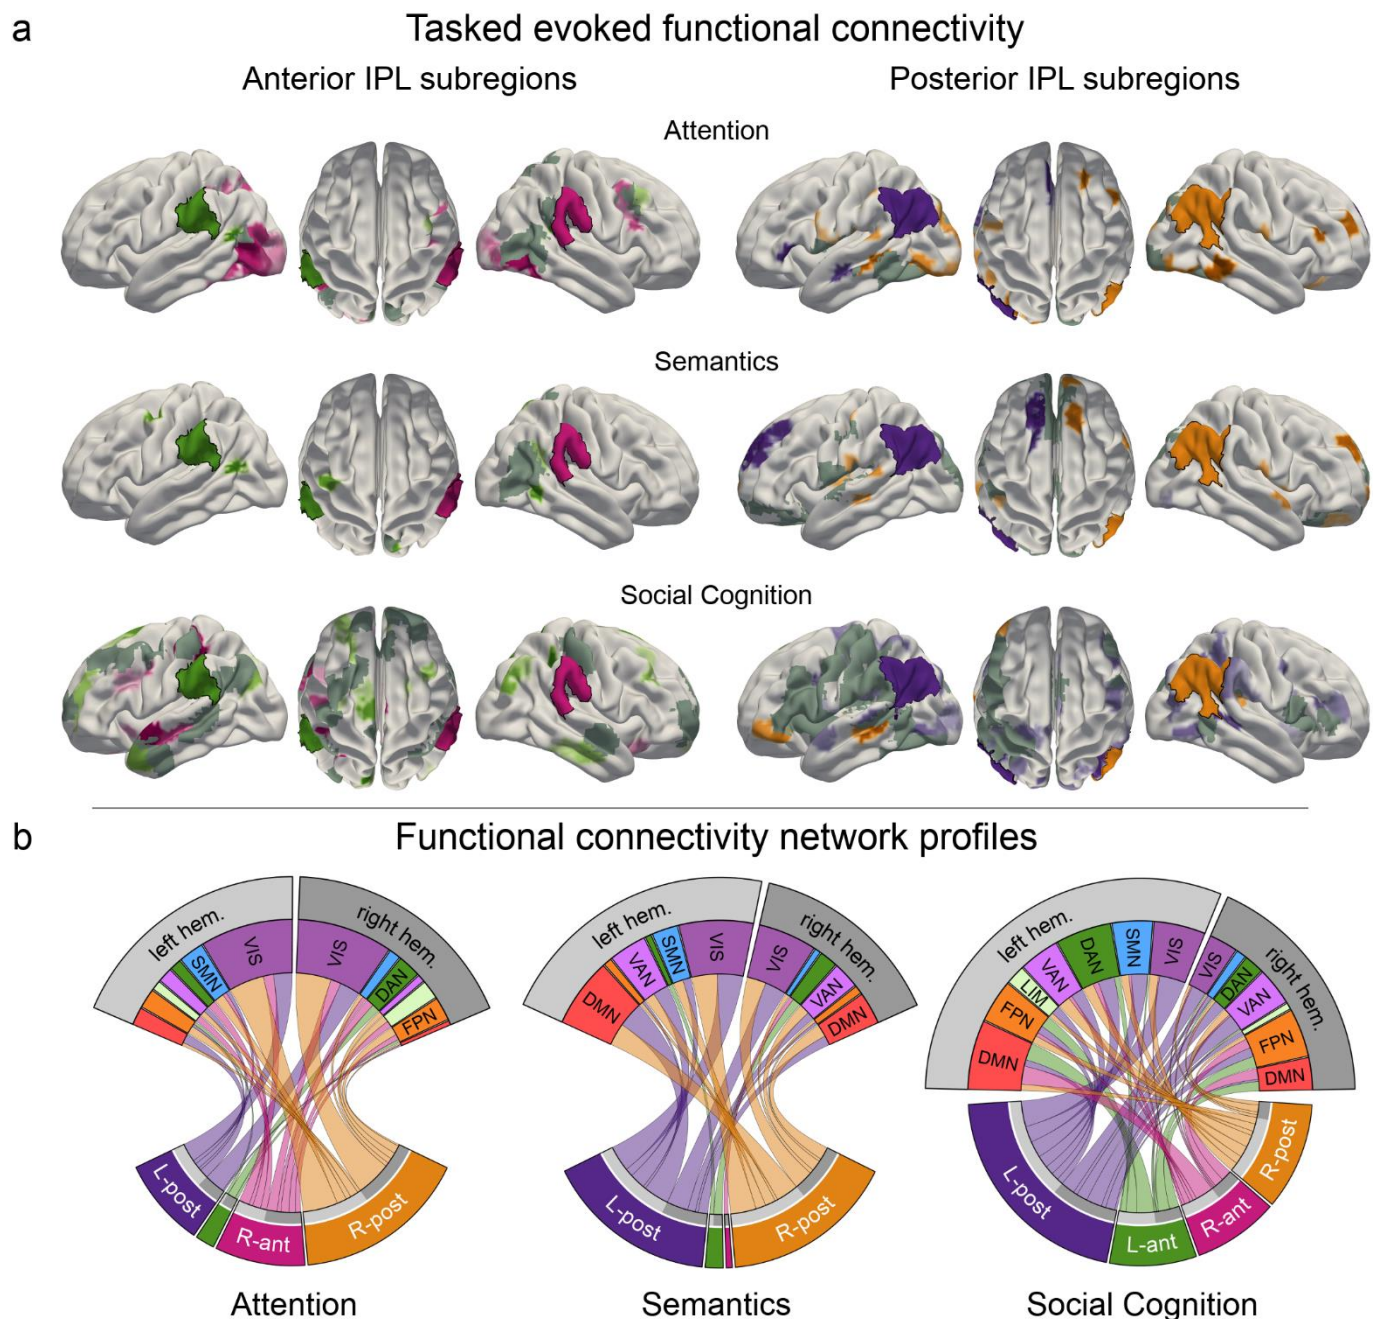 a
Tasked evoked functional connectivity
Anterior IPL subregions
Posterior IPL subregions
Attention
Semantics
Social Cognition
b
Functional connectivity network profiles
left hem.
right hem.
SMN
VIS
VIS
DAN
FPN
L-post
R-ant
R-post
Attention
left hem.
right hem.
DMN
VAN
SMN
VIS
VIS
VAN
DMN
L-post
R-post
Semantics
left hem.
right hem.
DMN
FPN
LIM
VAN
DAN
SMN
VIS
VIS
DAN
VAN
FPN
DMN
L-post
L-ant
R-ant
R-post
Social Cognition